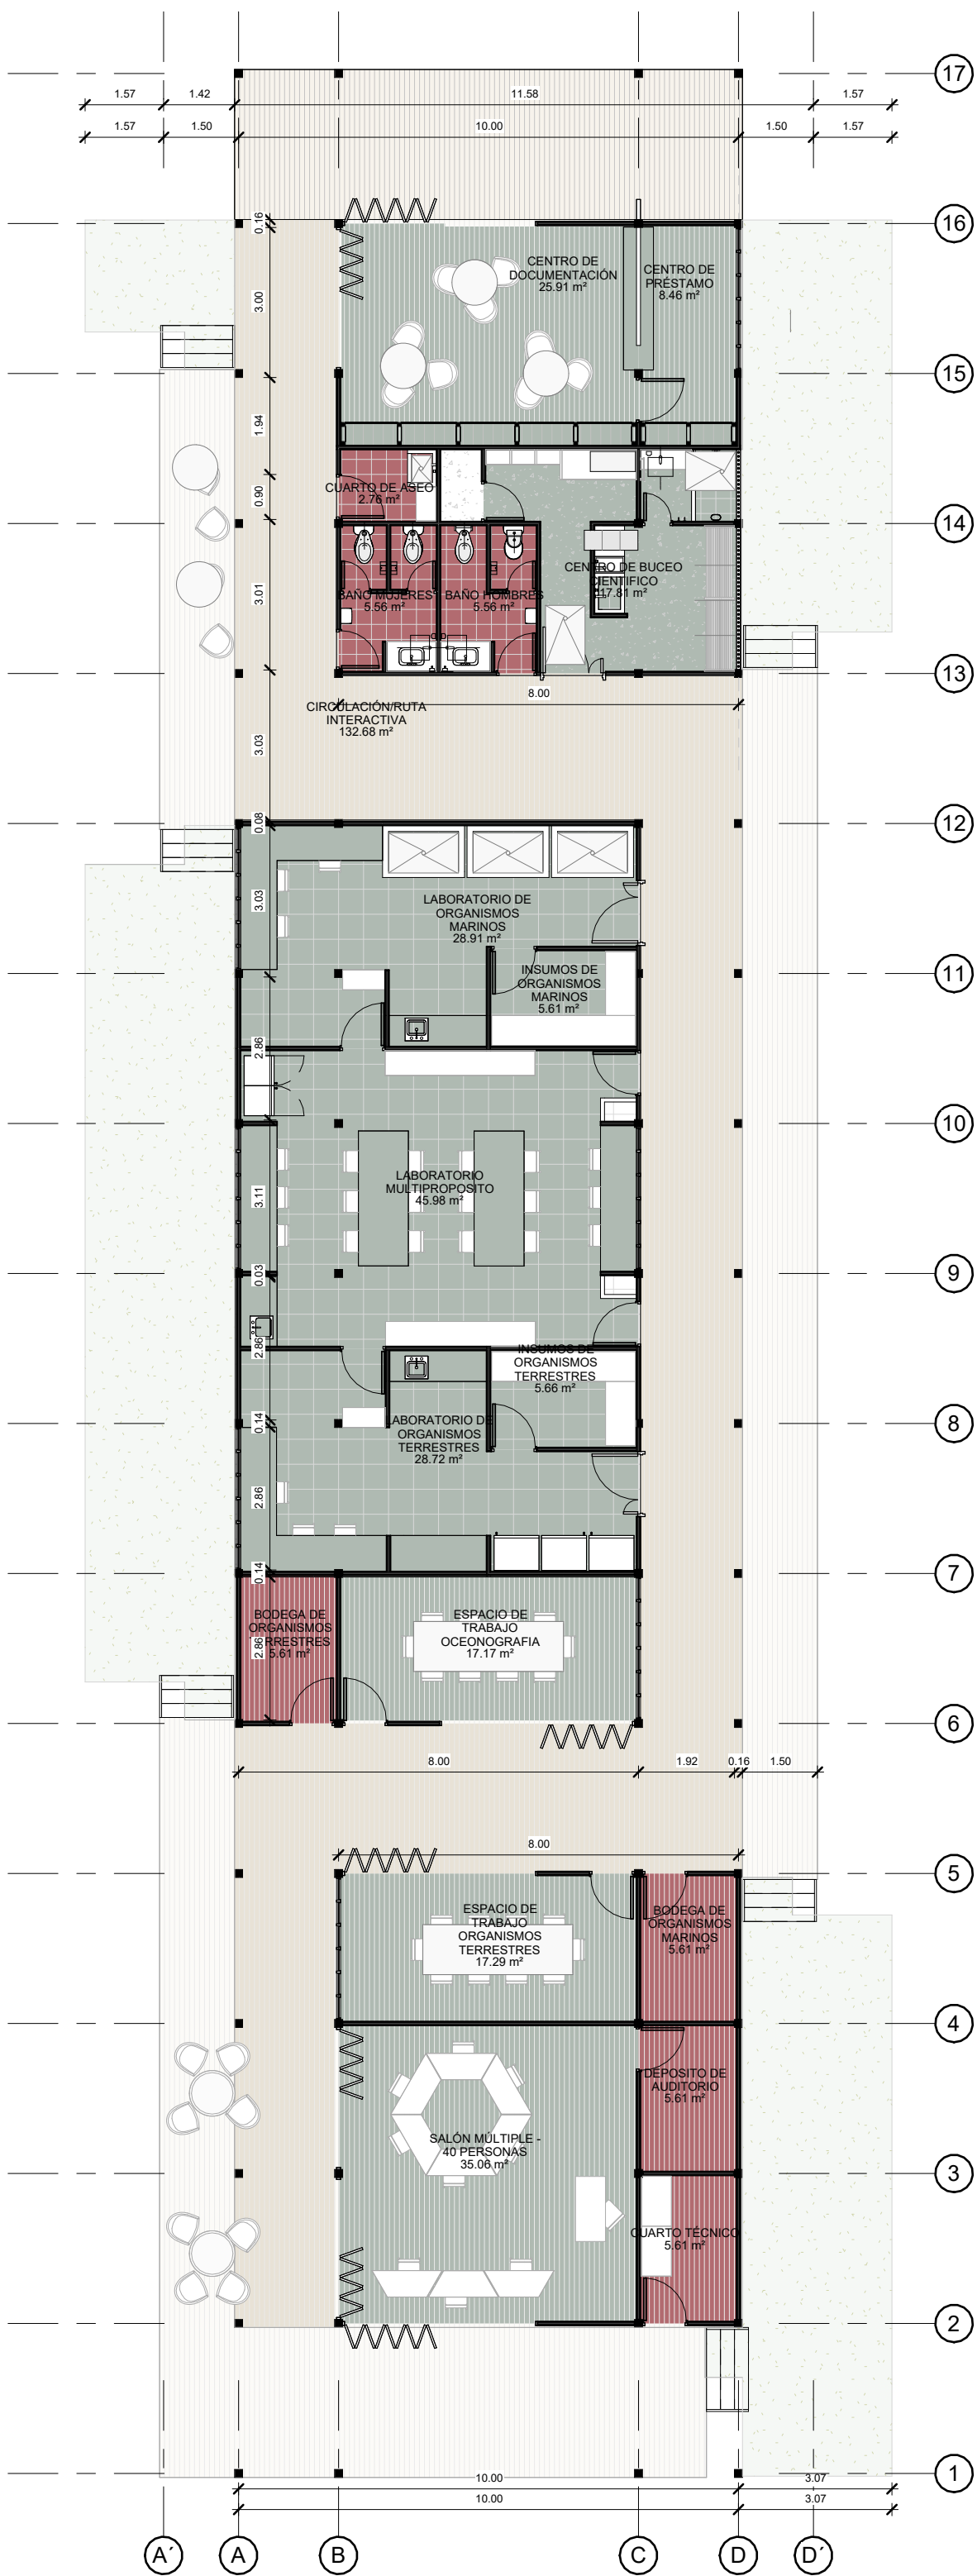 17
1.57
1.42
11.58
1.57
1.57
1.50
10.00
1.50
1.57
16
0.16
CENTRO DE
DOCUMENTACIÓN
25.91 m²
CENTRO DE
PRÉSTAMO
8.46 m²
3.00
15
1.94
CUARTO DE ASEO
2.76 m²
0.90
14
CENTRO DE BUCEO
CIENTIFICO
17.81 m²
3.01
BAÑO MUJERES
5.56 m²
BAÑO HOMBRES
5.56 m²
13
8.00
CIRCULACIÓN/RUTA
INTERACTIVA
132.68 m²
3.03
12
0.08
3.03
LABORATORIO DE
ORGANISMOS
MARINOS
28.91 m²
11
INSUMOS DE
ORGANISMOS
MARINOS
5.61 m²
2.86
10
LABORATORIO
MULTIPROPOSITO
45.98 m²
3.11
9
0.03
2.86
INSUMOS DE
ORGANISMOS
TERRESTRES
5.66 m²
8
0.14
LABORATORIO DE
ORGANISMOS
TERRESTRES
28.72 m²
2.86
7
0.14
BODEGA DE
ORGANISMOS
TERRESTRES
5.61 m²
2.86
ESPACIO DE
TRABAJO
OCEONOGRAFIA
17.17 m²
6
8.00
1.92
0.16
1.50
8.00
5
ESPACIO DE
TRABAJO
ORGANISMOS
TERRESTRES
17.29 m²
BODEGA DE
ORGANISMOS
MARINOS
5.61 m²
4
DEPOSITO DE
AUDITORIO
5.61 m²
SALÓN MÚLTIPLE -
40 PERSONAS
35.06 m²
3
CUARTO TÉCNICO
5.61 m²
2
1
10.00
3.07
10.00
3.07
A´
A
B
C
D
D´